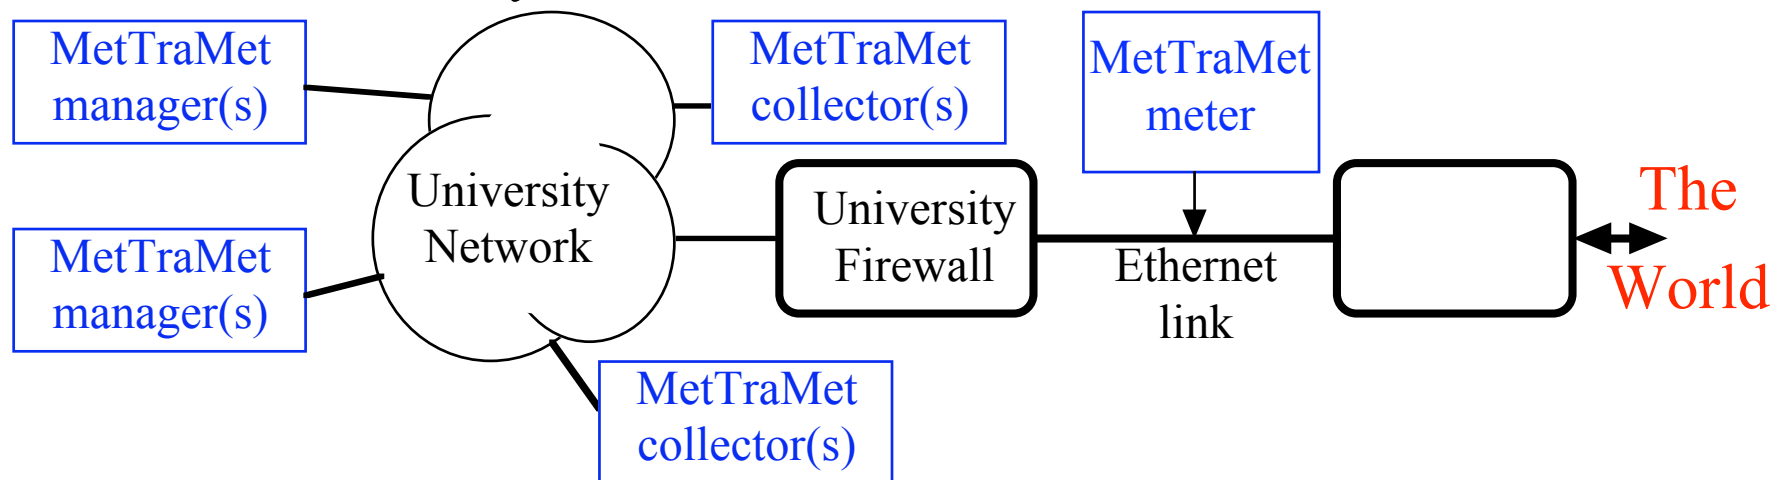 MetTraMet
manager(s)
MetTraMet
collector(s)
MetTraMet
meter
University
Network
University
Firewall
Ethernet
link
The
World
MetTraMet
manager(s)
MetTraMet
collector(s)